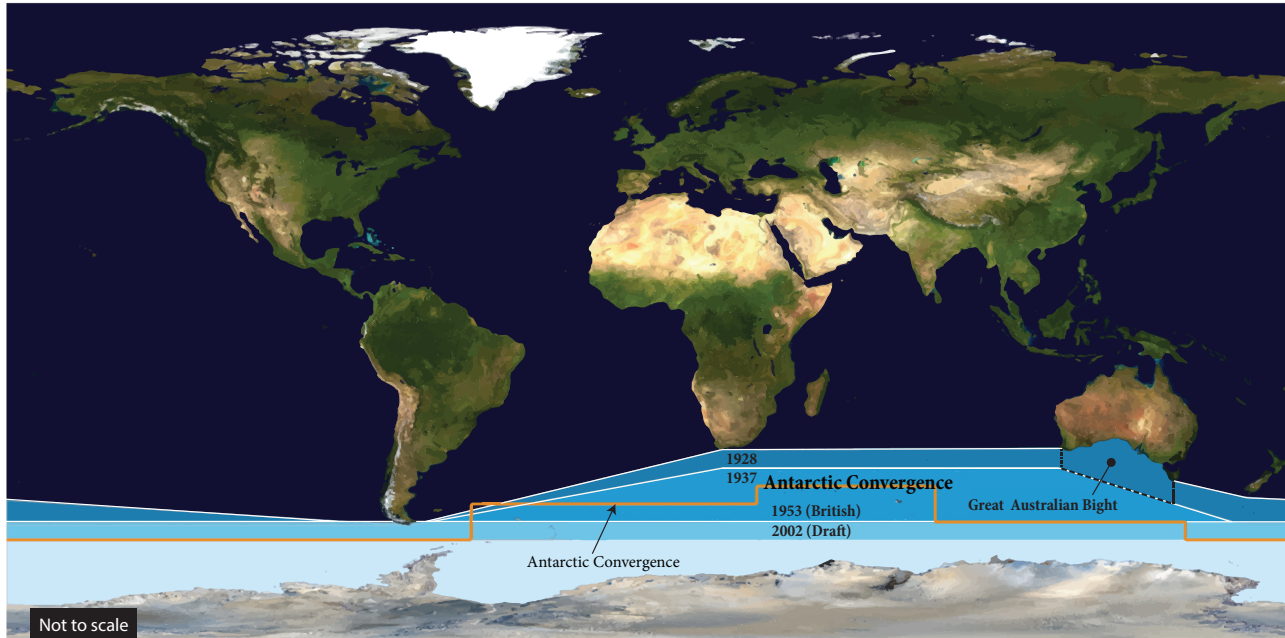 1928
1937
Antarctic Convergence
1953 (British)
Great Australian Bight
2002 (Draft)
Antarctic Convergence
Not to scale